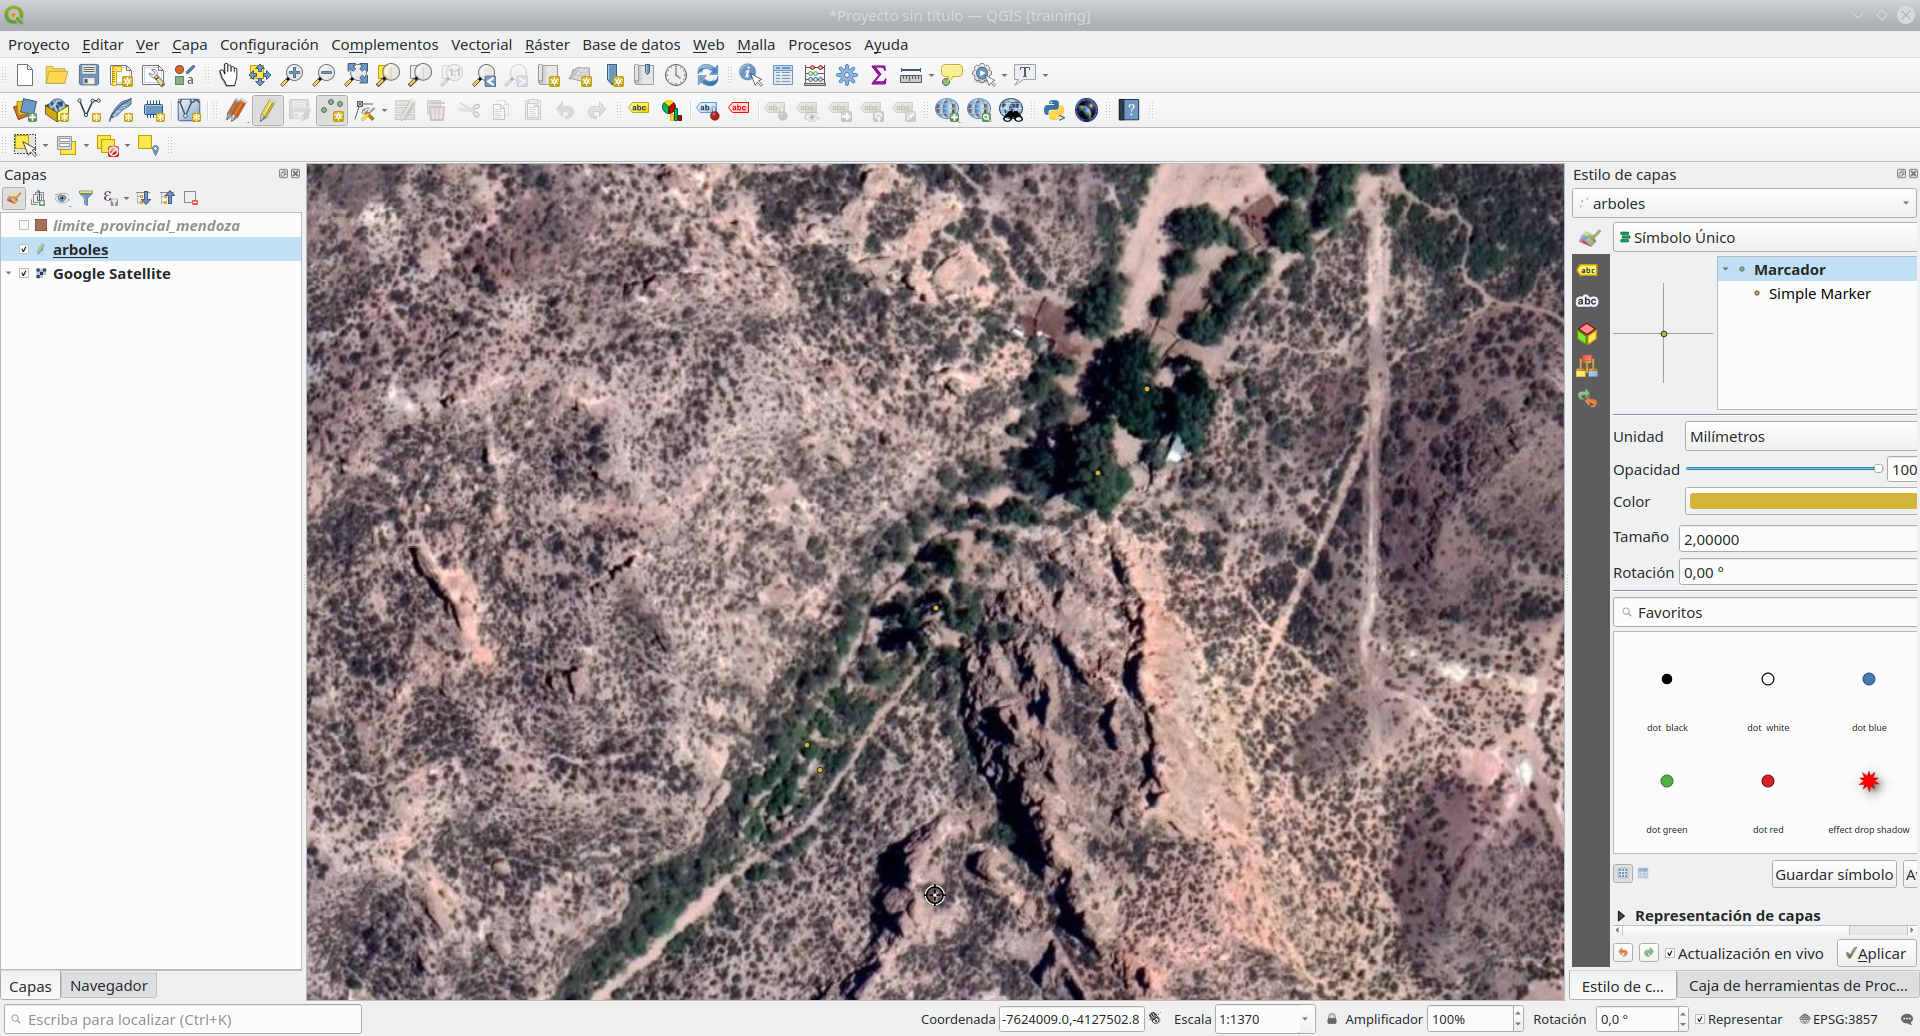 *Proyecto sin título — QGIS [training]
Proyecto Editar Ver Capa Configuración Complementos Vectorial Ráster Base de datos Web Malla Procesos Ayuda
Capas
limite_provincial_mendoza
arboles
Google Satellite
Capas Navegador
Estilo de capas
arboles
Símbolo Único
Marcador
Simple Marker
Unidad Milímetros
Opacidad 100
Color
Tamaño 2,00000
Rotación 0,00 °
Favoritos
dot black dot white dot blue
dot green dot red effect drop shadow
Guardar símbolo
Representación de capas
Actualización en vivo Aplicar
Estilo de c... Caja de herramientas de Proc...
Escriba para localizar (Ctrl+K) Coordenada -7624009.0,-4127502.8 Escala 1:1370 Amplificador 100% Rotación 0,0 ° Representar EPSG:3857